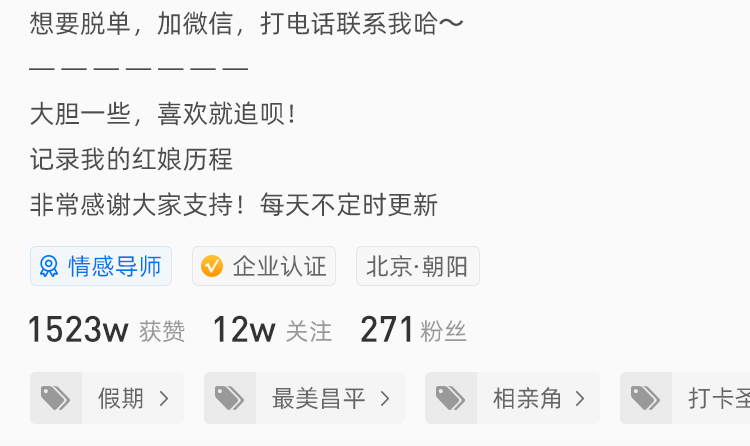 想要脱单，加微信，打电话联系我哈～
— — — — — — —
大胆一些，喜欢就追呗！
记录我的红娘历程
非常感谢大家支持！每天不定时更新
情感导师 企业认证 北京·朝阳
1523w 获赞 12w 关注 271 粉丝
假期 > 最美昌平 > 相亲角 > 打卡